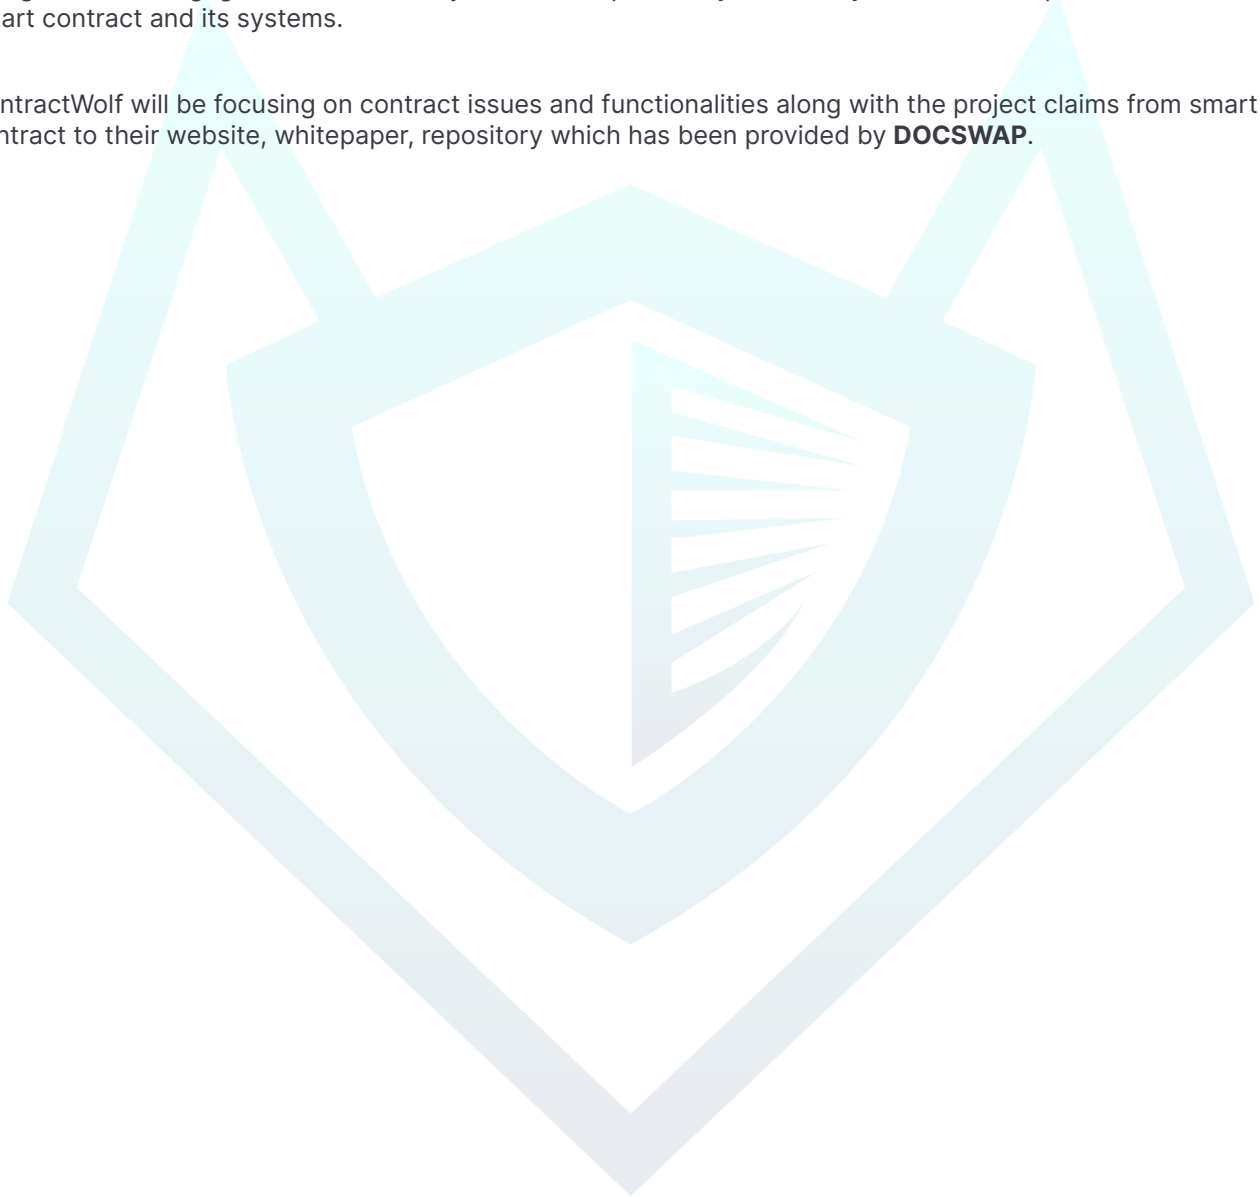 art contract and its systems.
ntractWolf will be focusing on contract issues and functionalities along with the project claims from smart
ntract to their website, whitepaper, repository which has been provided by DOCSWAP.